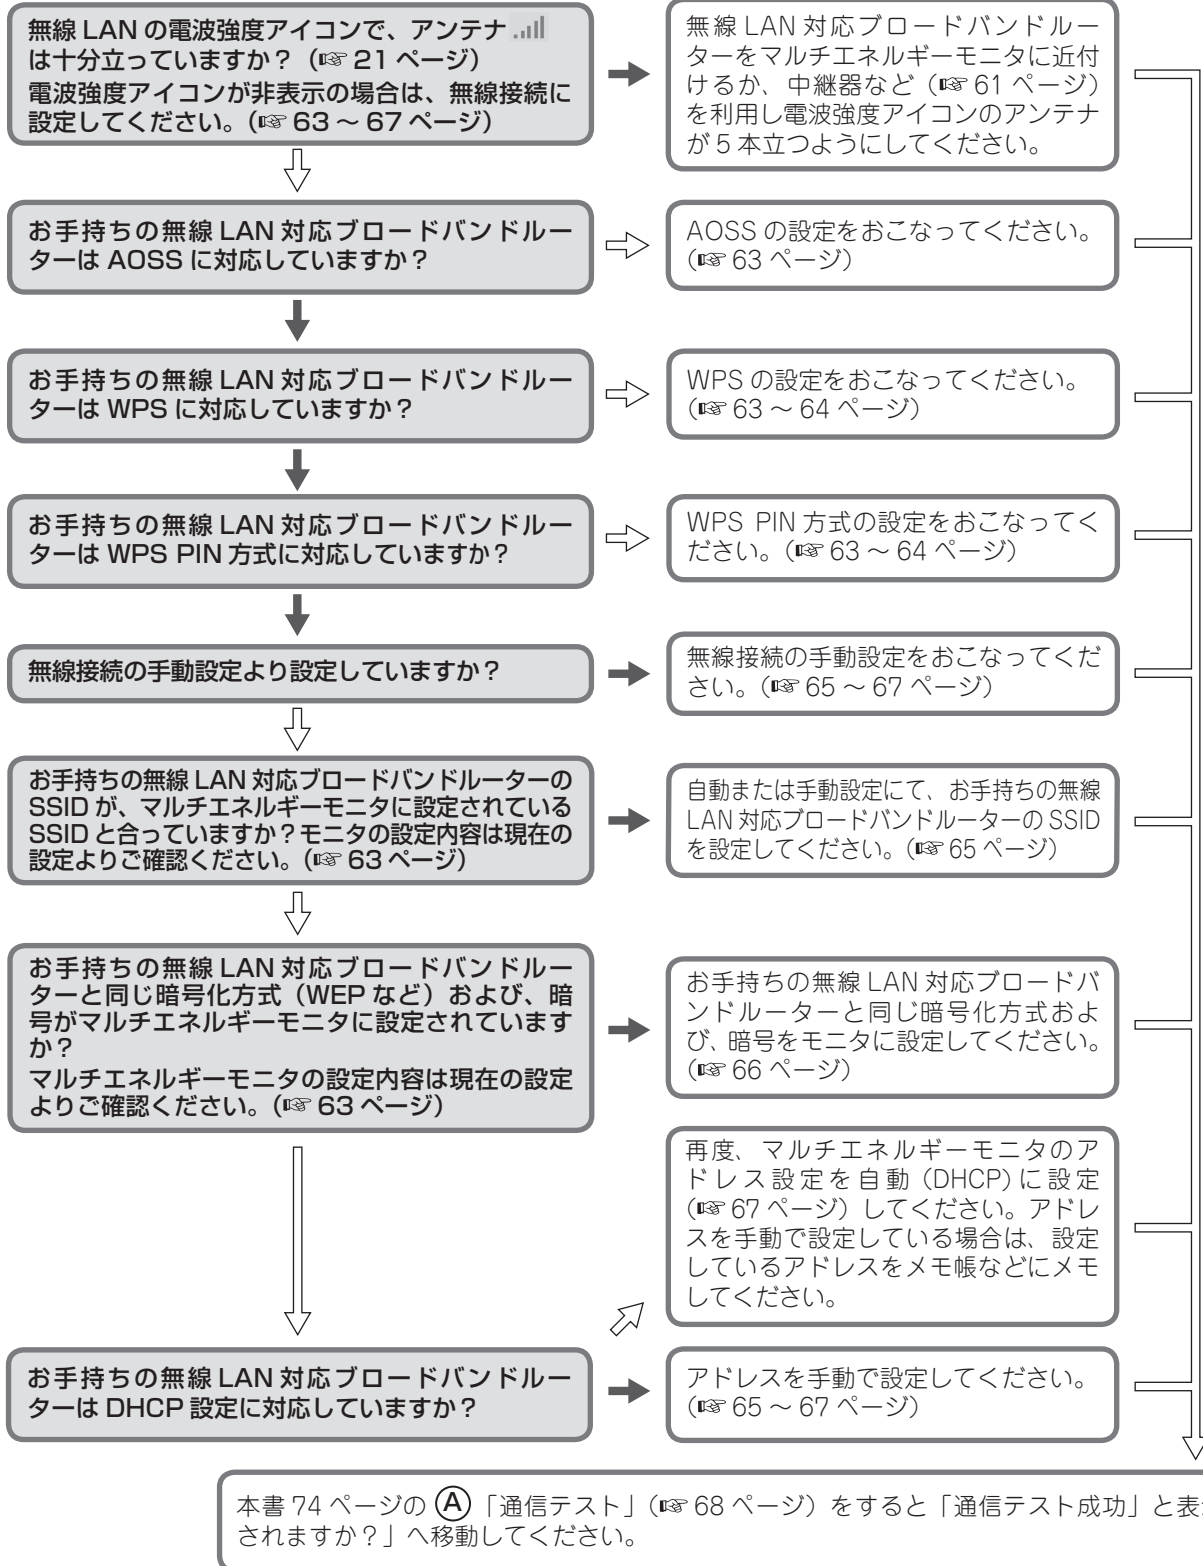 無線 LAN の電波強度アイコンで、アンテナ
は十分立っていますか？（☞ 21 ページ）
電波強度アイコンが非表示の場合は、無線接続に
設定してください。（☞ 63 ～ 67 ページ）
無線 LAN 対応ブロードバンドルー
ターをマルチエネルギーモニタに近付
けるか、中継器など（☞ 61 ページ）
を利用し電波強度アイコンのアンテナ
が 5 本立つようにしてください。
お手持ちの無線 LAN 対応ブロードバンドルー
ターは AOSS に対応していますか？
AOSS の設定をおこなってください。
（☞ 63 ページ）
お手持ちの無線 LAN 対応ブロードバンドルー
ターは WPS に対応していますか？
WPS の設定をおこなってください。
（☞ 63 ～ 64 ページ）
お手持ちの無線 LAN 対応ブロードバンドルー
ターは WPS PIN 方式に対応していますか？
WPS PIN 方式の設定をおこなってく
ださい。（☞ 63 ～ 64 ページ）
無線接続の手動設定より設定していますか？
無線接続の手動設定をおこなってくだ
さい。（☞ 65 ～ 67 ページ）
お手持ちの無線 LAN 対応ブロードバンドルーターの
SSID が、マルチエネルギーモニタに設定されている
SSID と合っていますか？モニタの設定内容は現在の
設定よりご確認ください。（☞ 63 ページ）
自動または手動設定にて、お手持ちの無線
LAN 対応ブロードバンドルーターの SSID
を設定してください。（☞ 65 ページ）
お手持ちの無線 LAN 対応ブロードバンドルー
ターと同じ暗号化方式（WEP など）および、暗
号がマルチエネルギーモニタに設定されています
か？
マルチエネルギーモニタの設定内容は現在の設定
よりご確認ください。（☞ 63 ページ）
お手持ちの無線 LAN 対応ブロードバ
ンドルーターと同じ暗号化方式およ
び、暗号をモニタに設定してください。
（☞ 66 ページ）
再度、マルチエネルギーモニタのア
ドレス設定を自動（DHCP）に設定
（☞ 67 ページ）してください。アドレ
スを手動で設定している場合は、設定
しているアドレスをメモ帳などにメモ
してください。
お手持ちの無線 LAN 対応ブロードバンドルー
ターは DHCP 設定に対応していますか？
アドレスを手動で設定してください。
（☞ 65 ～ 67 ページ）
本書 74 ページの Ⓐ「通信テスト」（☞ 68 ページ）をすると「通信テスト成功」と表
されますか？」へ移動してください。